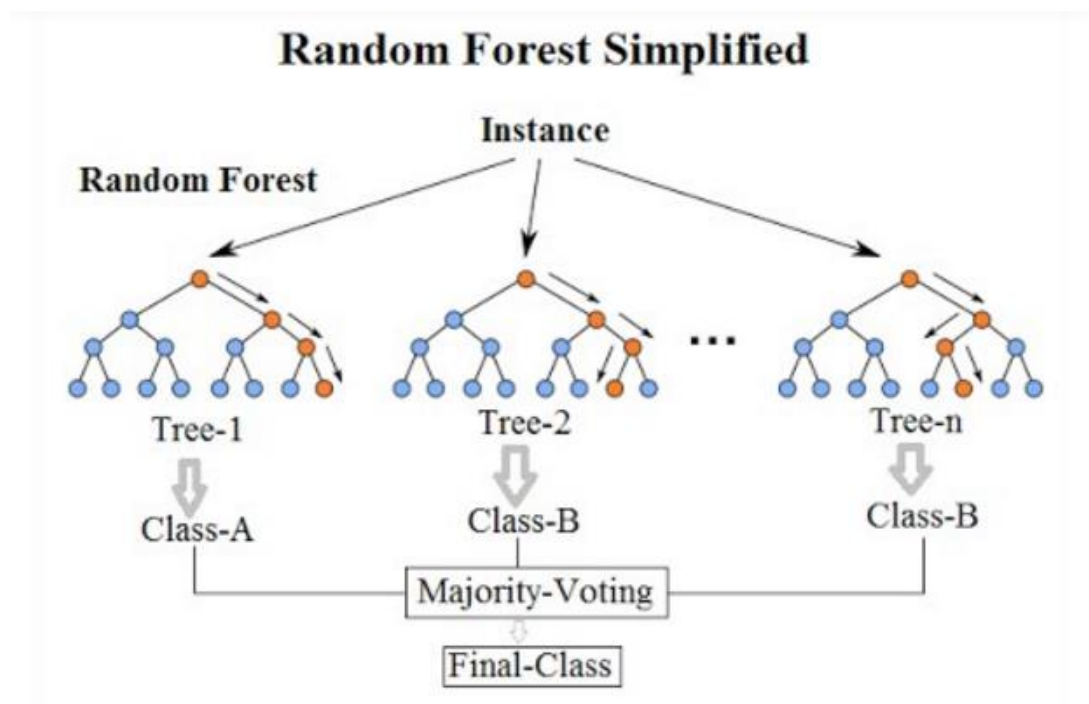 Random Forest Simplified
Instance
Random Forest
...
Tree-1
Tree-2
Tree-n
Class-A
Class-B
Class-B
Majority-Voting
Final-Class